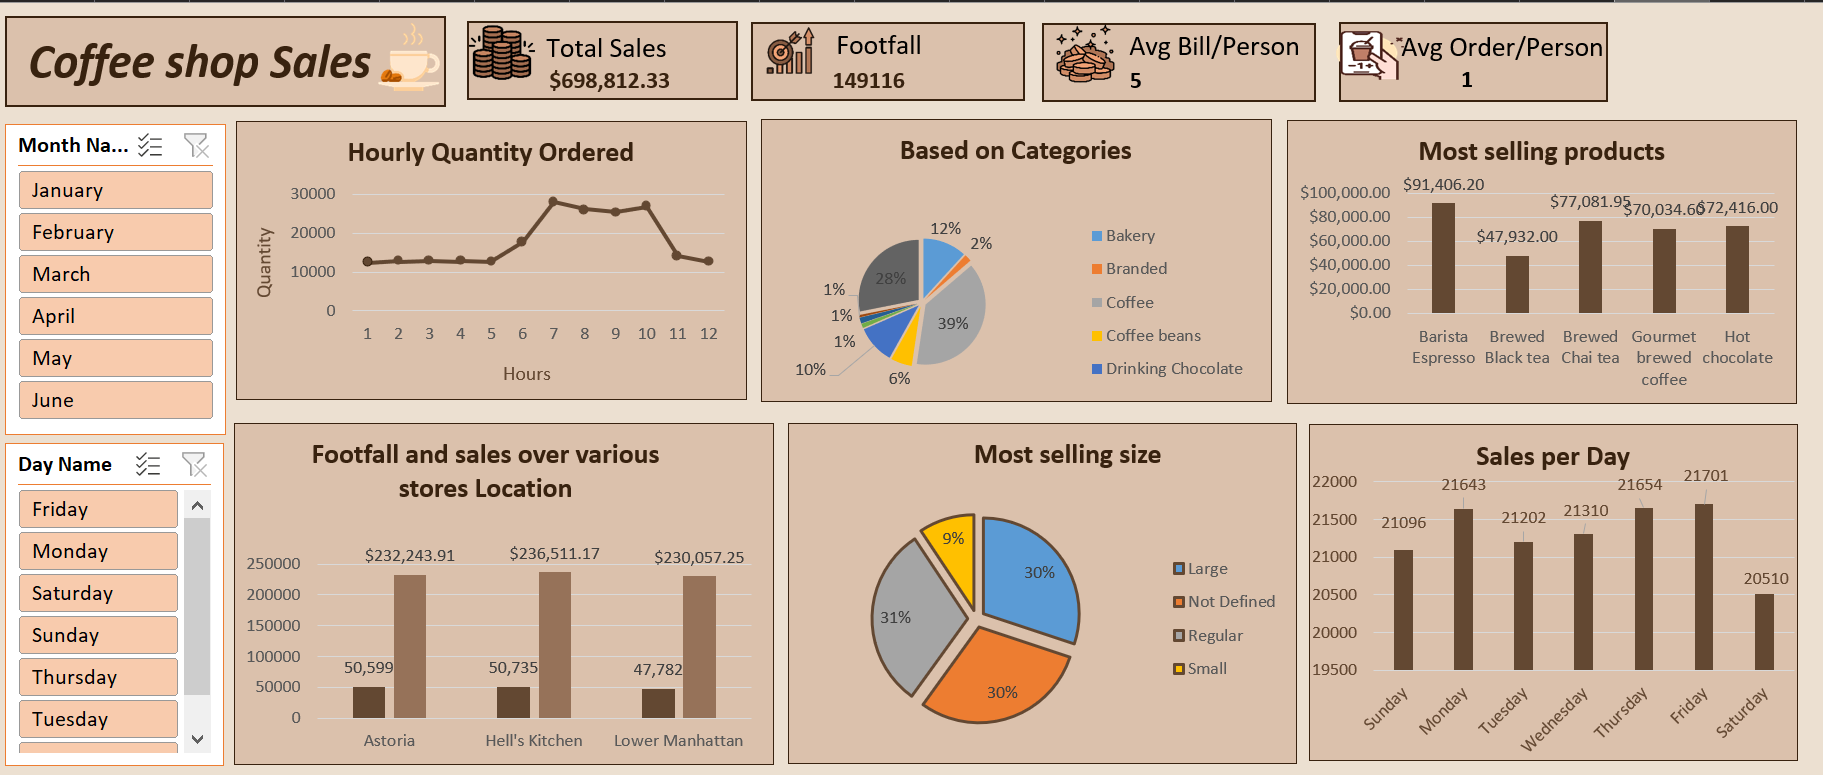 Coffee shop Sales
Total Sales
$698,812.33
Footfall
149116
Avg Bill/Person
5
Avg Order/Person
1
-1+
Month Na...
January
February
March
April
May
June
Day Name
Friday
Monday
Saturday
Sunday
Thursday
Tuesday
Hourly Quantity Ordered
Quantity
30000
20000
10000
0
1 2 3 4 5 6 7 8 9 10 11 12
Hours
Based on Categories
12%
2%
28%
1%
1%
39%
1%
10%
6%
Bakery
Branded
Coffee
Coffee beans
Drinking Chocolate
Most selling products
$100,000.00
$80,000.00
$60,000.00
$40,000.00
$20,000.00
$0.00
$91,406.20
$47,932.00
$77,081.95
$70,034.60
$72,416.00
Barista Espresso
Brewed Black tea
Brewed Chai tea
Gourmet brewed coffee
Hot chocolate
Footfall and sales over various
stores Location
250000
200000
150000
100000
50000
0
$232,243.91
$236,511.17
$230,057.25
50,599
50,735
47,782
Astoria
Hell's Kitchen
Lower Manhattan
Most selling size
9%
30%
31%
30%
Large
Not Defined
Regular
Small
Sales per Day
22000
21500
21000
20500
20000
19500
21096
21643
21202
21310
21654
21701
20510
Sunday
Monday
Tuesday
Wednesday
Thursday
Friday
Saturday